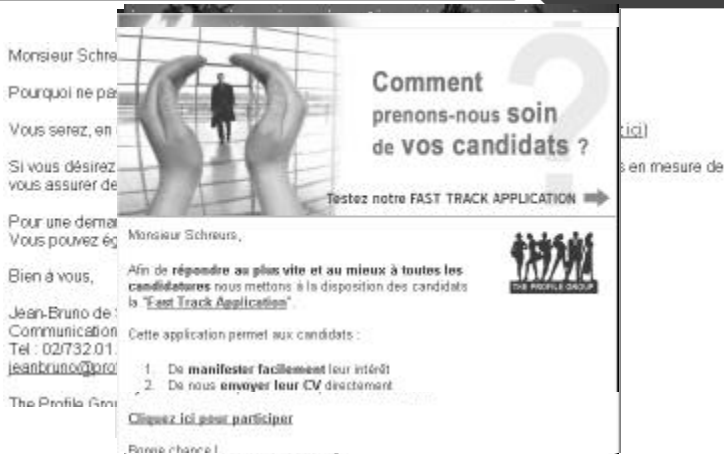 Monsieur Schre
Pourquoi ne pa
Vous serez, en
ici)
Si vous désirez
s en mesure de
vous assurer de
Pour une dema
Vous pouvez ég
Bien à vous,
Jean-Bruno de
Communication
Tel : 02/732.01.
jeanbruno@pro
The Profile Gro
Comment
prenons-nous soin
de vos candidats ?
Testez notre FAST TRACK APPLICATION
Monsieur Schreurs,
THE PROFILE GROUP
Afin de répondre au plus vite et au mieux à toutes les
candidatures nous mettons à la disposition des candidats
la "Fast Track Application".
Cette application permet aux candidats :
1. De manifester facilement leur intérêt
2. De nous envoyer leur CV directement
Cliquez ici pour participer
Bonne chance !